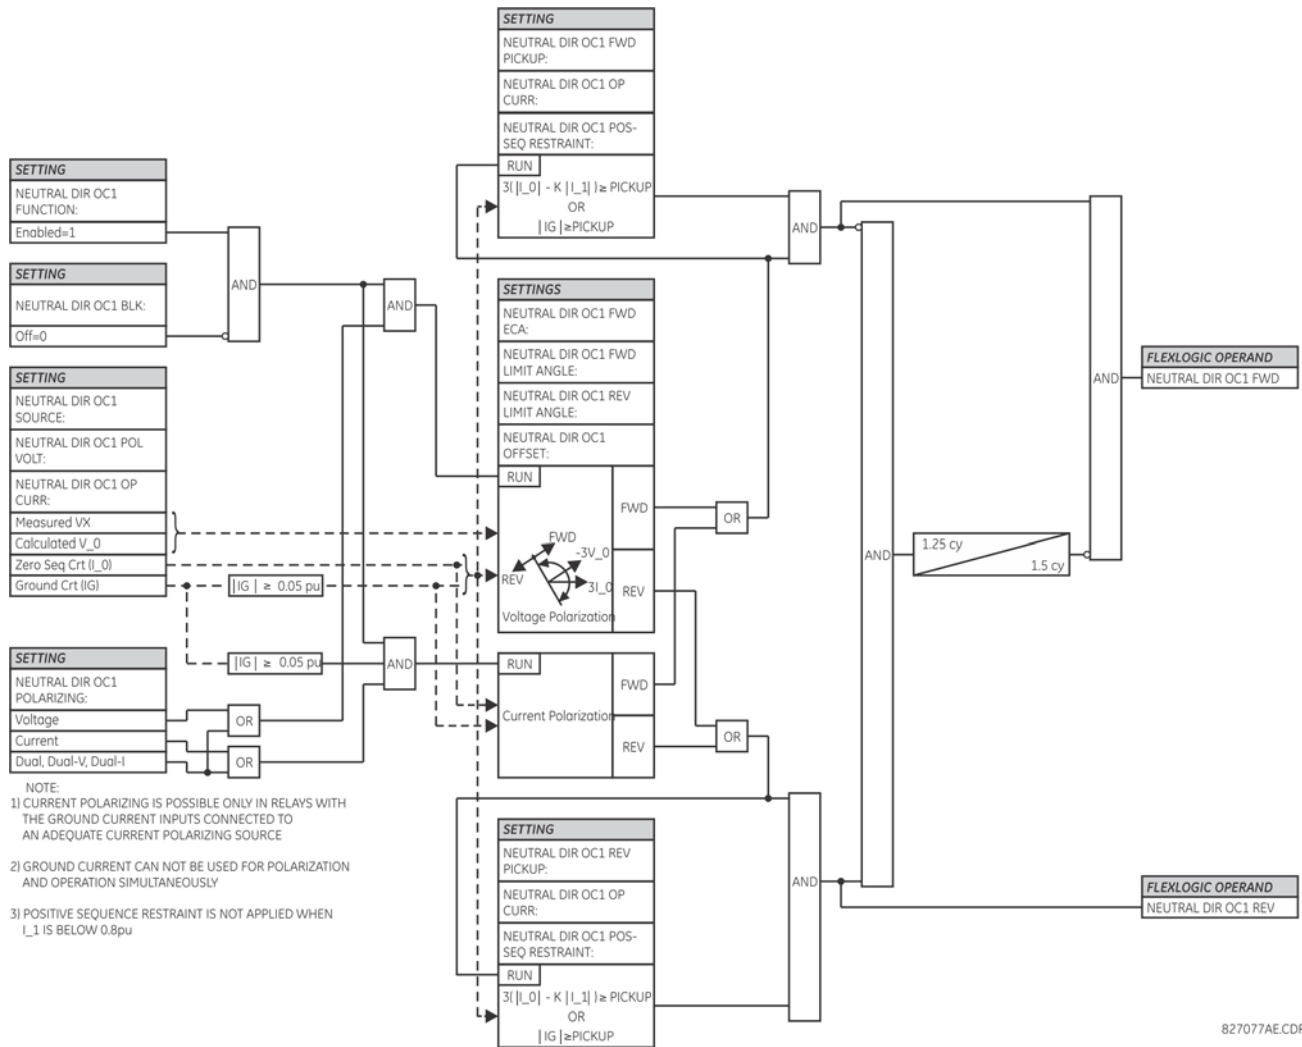 SETTING
NEUTRAL DIR OC1 FWD
PICKUP:
NEUTRAL DIR OC1 OP
CURR:
NEUTRAL DIR OC1 POS-
SEQ RESTRAINT:
RUN
3(|I_0| - K |I_1|) ≥ PICKUP
OR
|IG| ≥PICKUP
SETTING
NEUTRAL DIR OC1
FUNCTION:
Enabled=1
SETTING
NEUTRAL DIR OC1 BLK:
Off=0
AND
AND
SETTING
NEUTRAL DIR OC1
SOURCE:
NEUTRAL DIR OC1 POL
VOLT:
NEUTRAL DIR OC1 OP
CURR:
Measured VX
Calculated V_0
Zero Seq Crt (I_0)
Ground Crt (IG)
|IG| ≥ 0.05 pu
|IG| ≥ 0.05 pu
AND
SETTING
NEUTRAL DIR OC1
POLARIZING:
Voltage
Current
Dual, Dual-V, Dual-I
OR
OR
SETTINGS
NEUTRAL DIR OC1 FWD
ECA:
NEUTRAL DIR OC1 FWD
LIMIT ANGLE:
NEUTRAL DIR OC1 REV
LIMIT ANGLE:
NEUTRAL DIR OC1
OFFSET:
RUN
FWD
REV
FWD
-3V_0
REV
3I_0
Voltage Polarization
RUN
FWD
REV
Current Polarization
OR
OR
SETTING
NEUTRAL DIR OC1 REV
PICKUP:
NEUTRAL DIR OC1 OP
CURR:
NEUTRAL DIR OC1 POS-
SEQ RESTRAINT:
RUN
3(|I_0| - K |I_1|) ≥ PICKUP
OR
|IG| ≥PICKUP
AND
AND
AND
1.25 cy
1.5 cy
AND
FLEXLOGIC OPERAND
NEUTRAL DIR OC1 FWD
FLEXLOGIC OPERAND
NEUTRAL DIR OC1 REV
NOTE:
1) CURRENT POLARIZING IS POSSIBLE ONLY IN RELAYS WITH
THE GROUND CURRENT INPUTS CONNECTED TO
AN ADEQUATE CURRENT POLARIZING SOURCE
2) GROUND CURRENT CAN NOT BE USED FOR POLARIZATION
AND OPERATION SIMULTANEOUSLY
3) POSITIVE SEQUENCE RESTRAINT IS NOT APPLIED WHEN
I_1 IS BELOW 0.8pu
827077AE.CDR